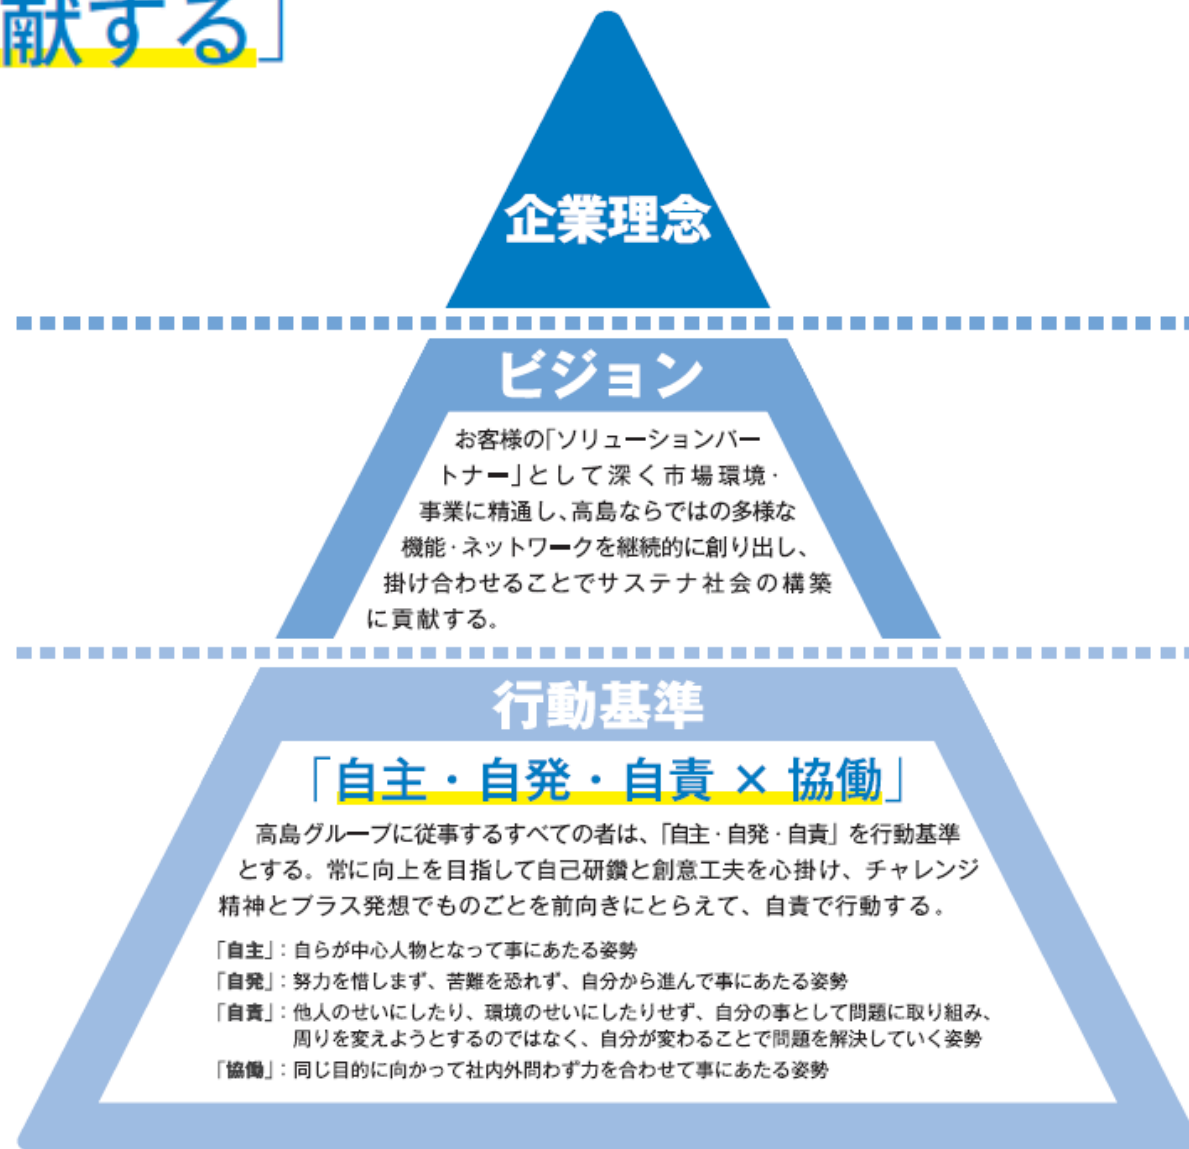 献する」
企業理念
ビジョン
お客様の「ソリューションパー
トナー」として深く市場環境・
事業に精通し、高島ならではの多様な
機能・ネットワークを継続的に創り出し、
掛け合わせることでサステナ社会の構築
に貢献する。
行動基準
「自主・自発・自責 × 協働」
高島グループに従事するすべての者は、「自主・自発・自責」を行動基準
とする。常に向上を目指して自己研鑽と創意工夫を心掛け、チャレンジ
精神とプラス発想でものごとを前向きにとらえて、自責で行動する。
「自主」：自らが中心人物となって事にあたる姿勢
「自発」：努力を惜しまず、苦難を恐れず、自分から進んで事にあたる姿勢
「自責」：他人のせいにしたり、環境のせいにしたりせず、自分の事として問題に取り組み、
周りを変えようとするのではなく、自分が変わることで問題を解決していく姿勢
「協働」：同じ目的に向かって社内外問わず力を合わせて事にあたる姿勢